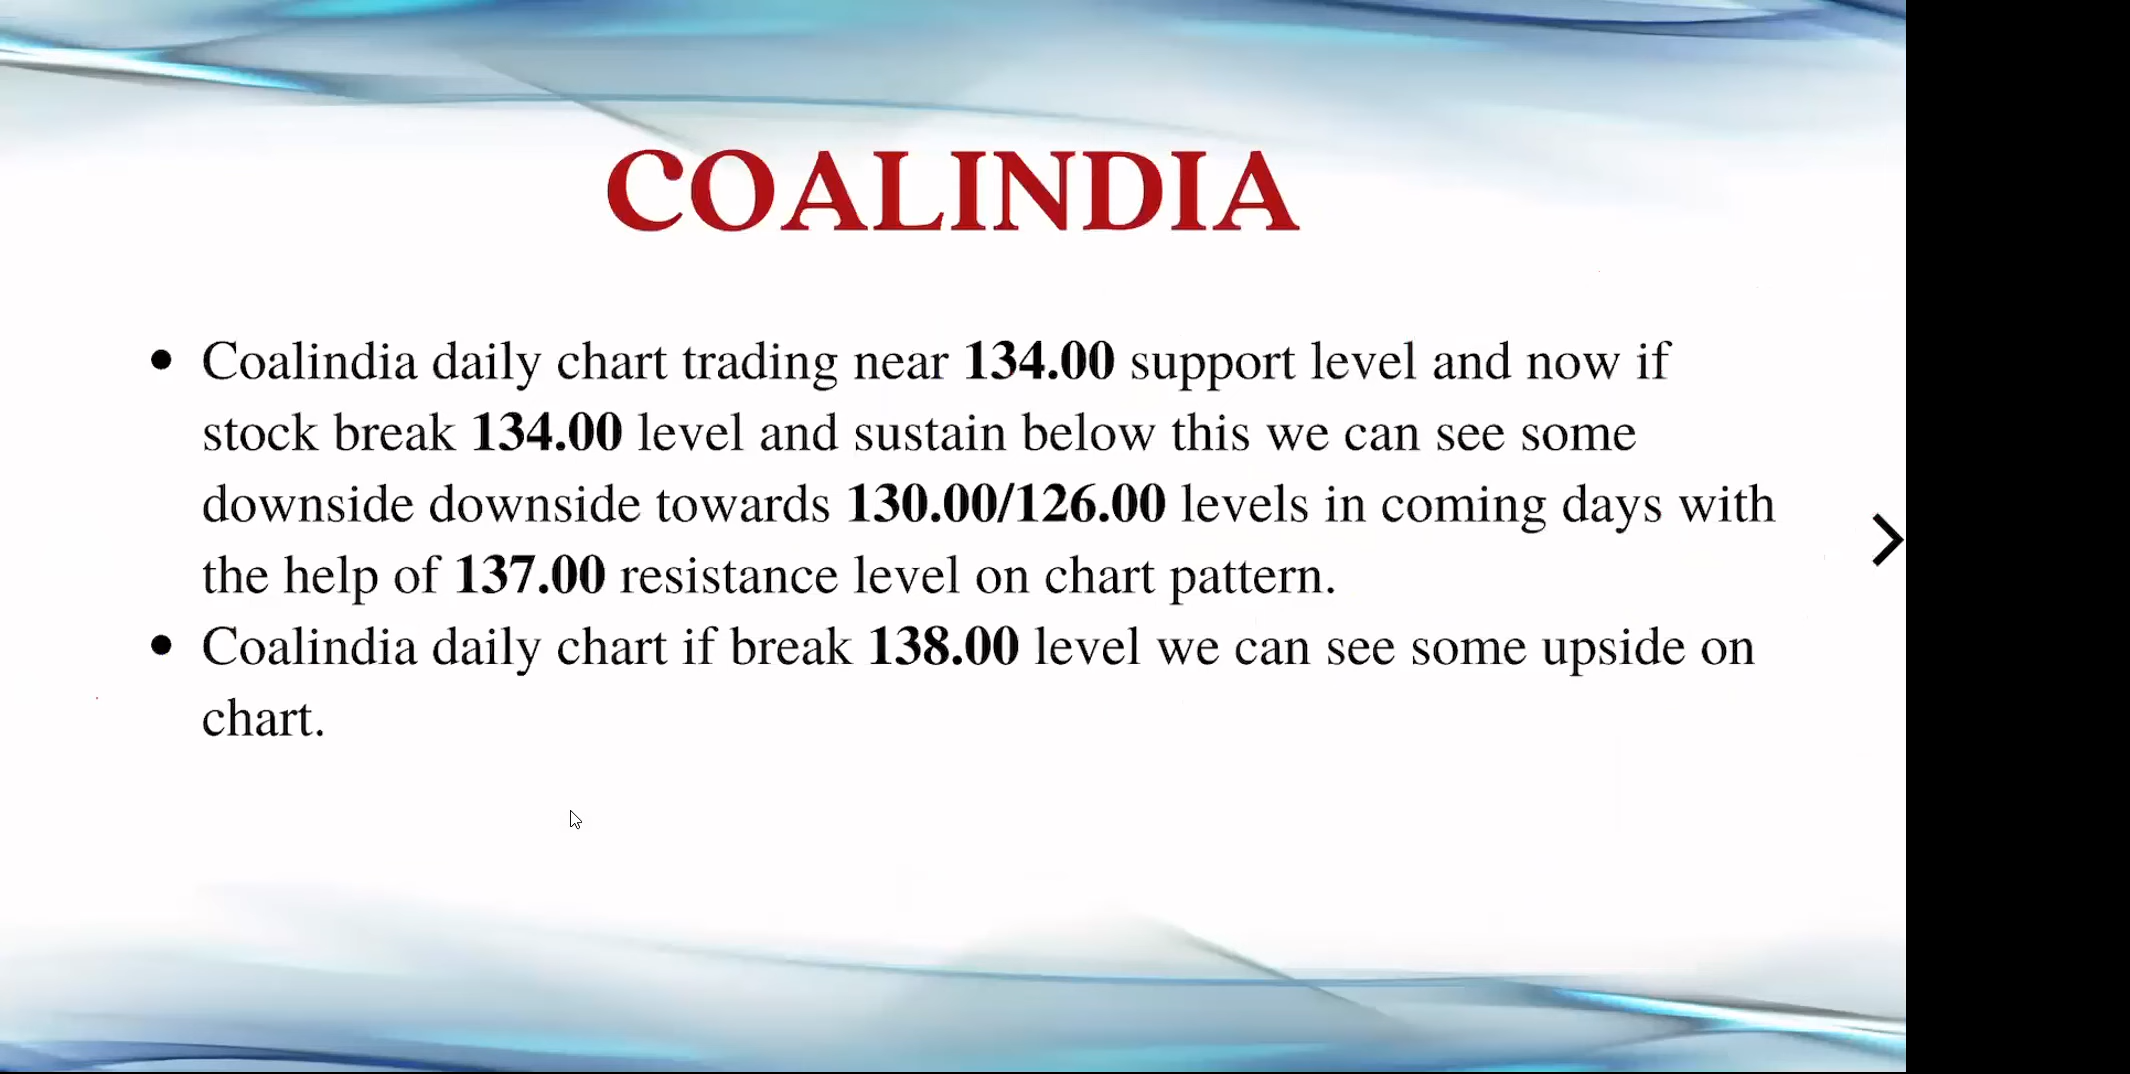 COALINDIA
• Coalindia daily chart trading near 134.00 support level and now if
stock break 134.00 level and sustain below this we can see some
downside downside towards 130.00/126.00 levels in coming days with
the help of 137.00 resistance level on chart pattern.
• Coalindia daily chart if break 138.00 level we can see some upside on
chart.